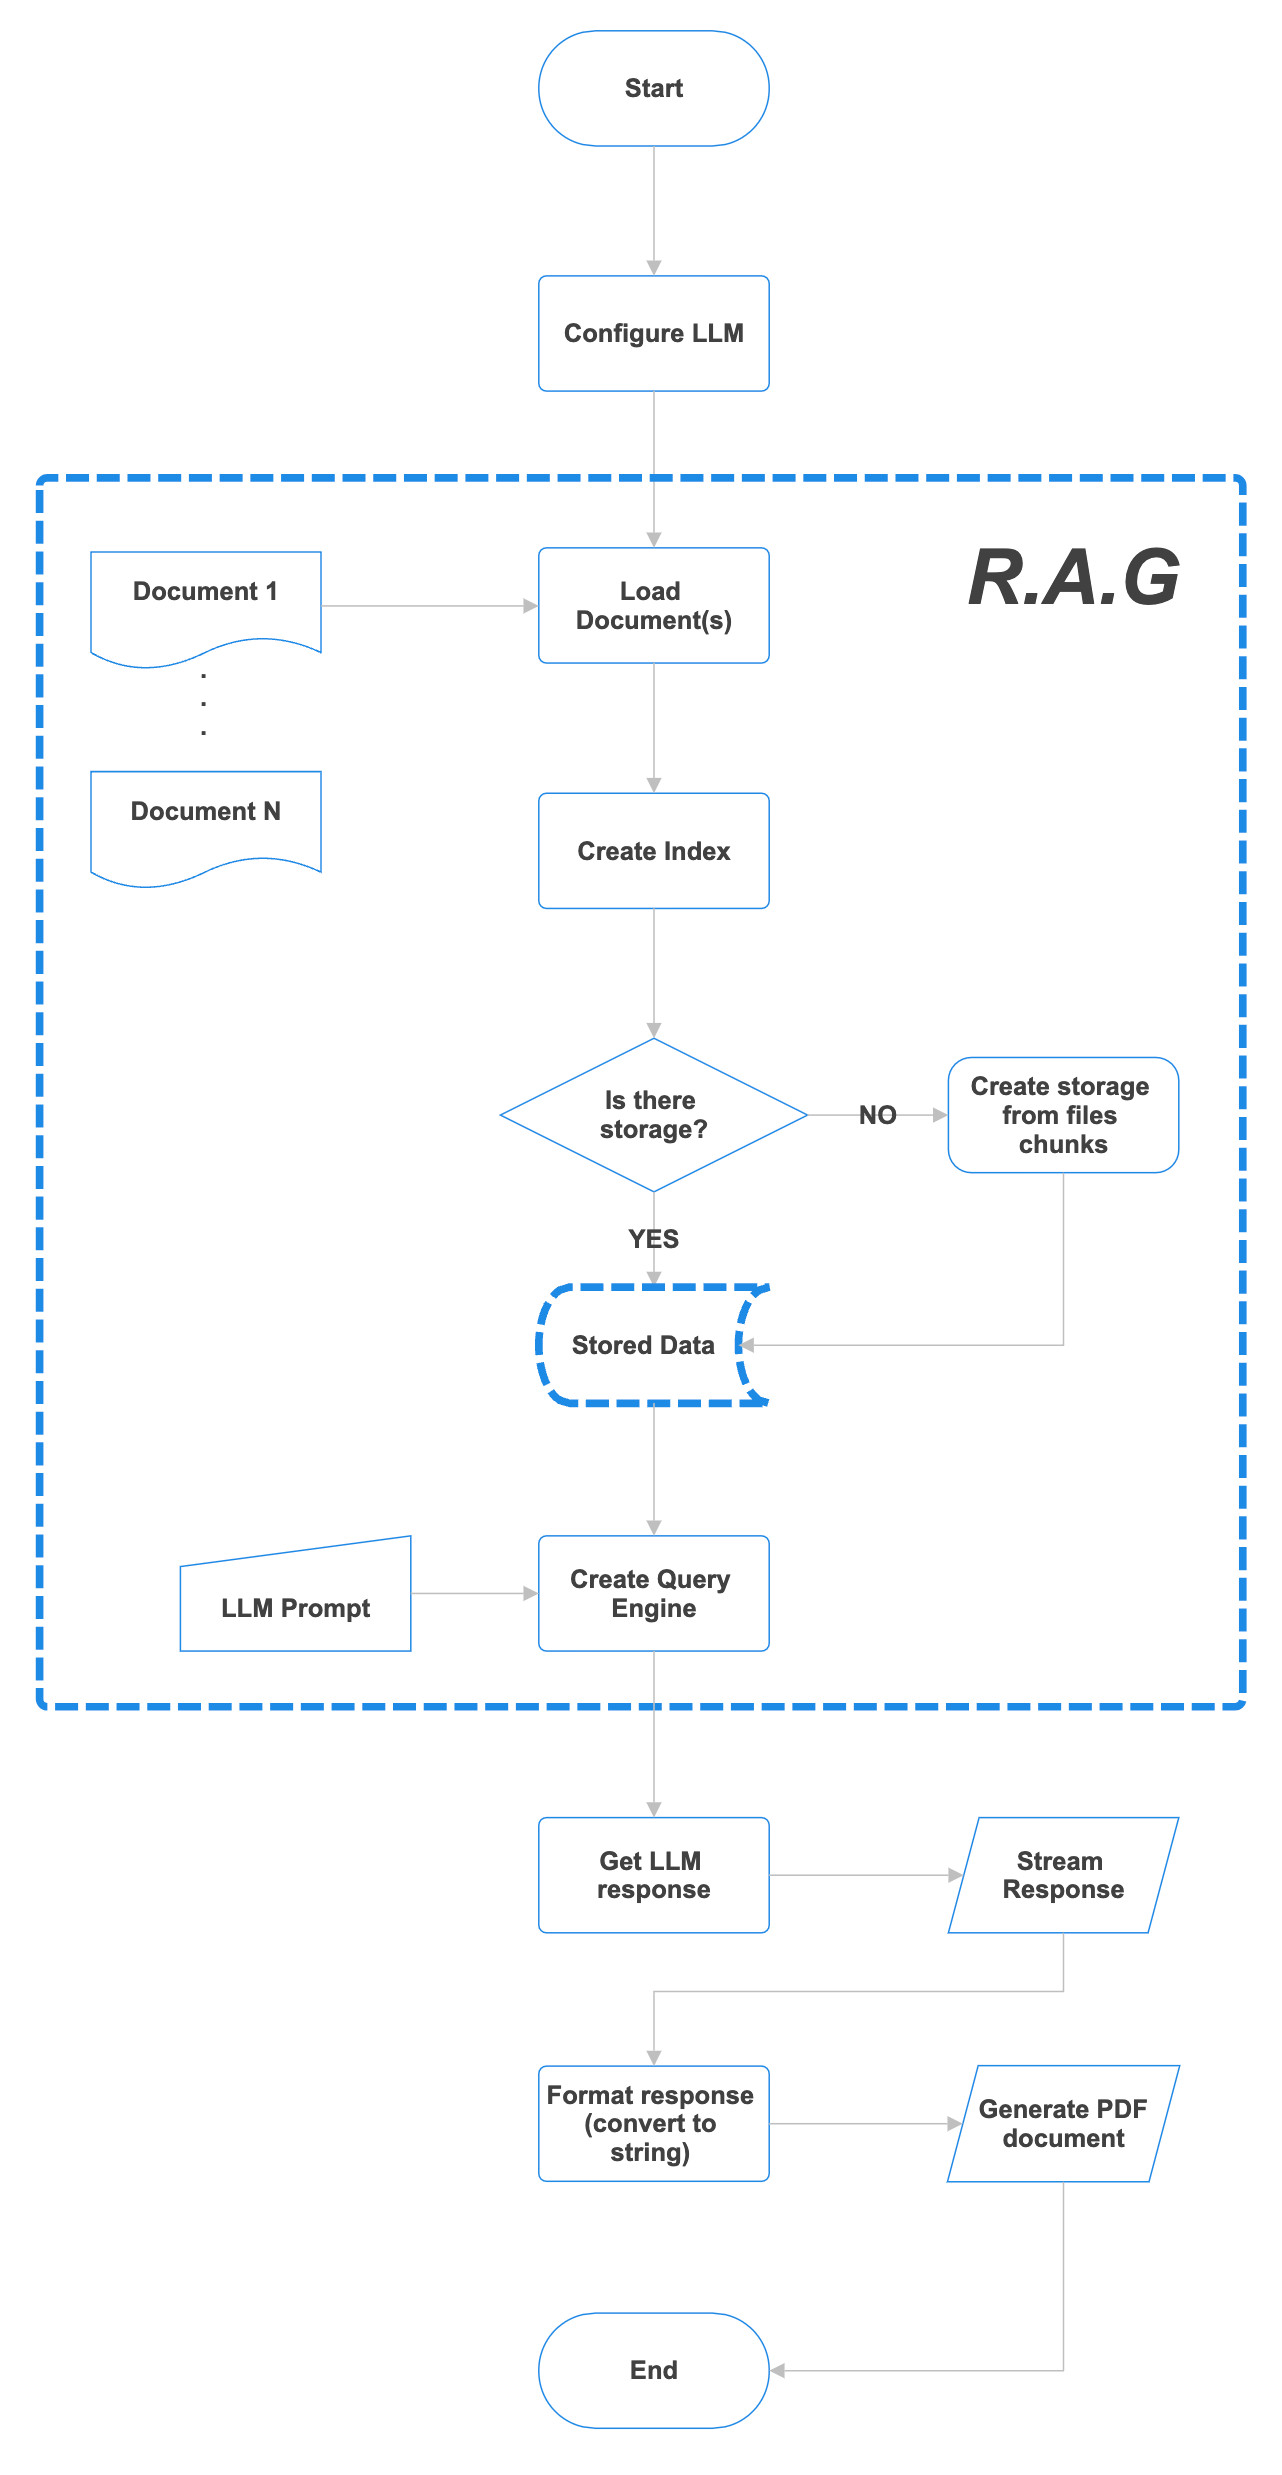 Start
Configure LLM
R.A.G
Document 1
Load
Document(s)
.
.
.
Document N
Create Index
Is there
storage?
NO
Create storage
from files
chunks
YES
Stored Data
LLM Prompt
Create Query
Engine
Get LLM
response
Stream
Response
Format response
(convert to
string)
Generate PDF
document
End